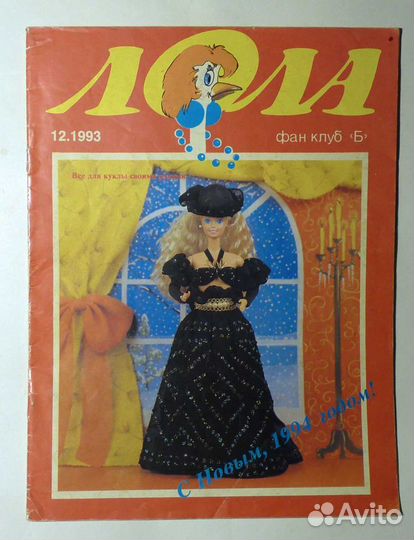 ЛОЛА
12.1993
фан клуб ‹Б›
Все для куклы своими руками
С Новым, 1994 годом!
Avito